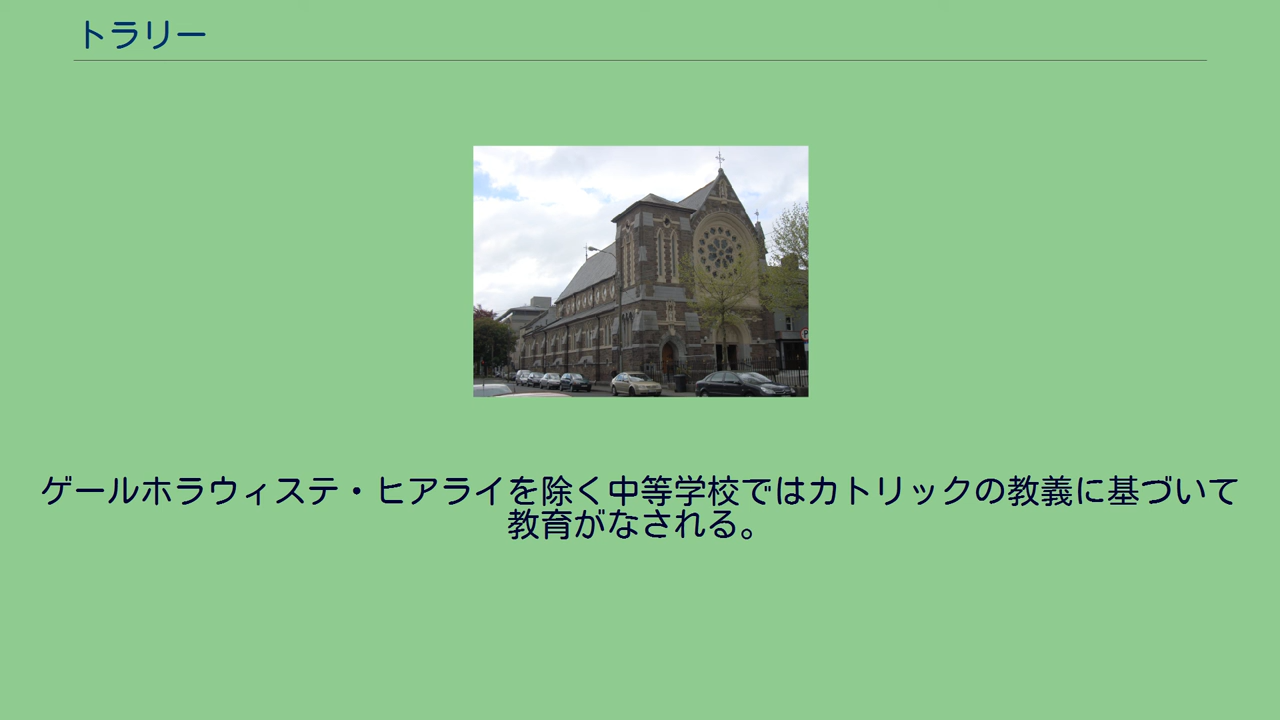 トラリー
ゲールホラウィステ・ヒアライを除く中等学校ではカトリックの教義に基づいて
教育がなされる。